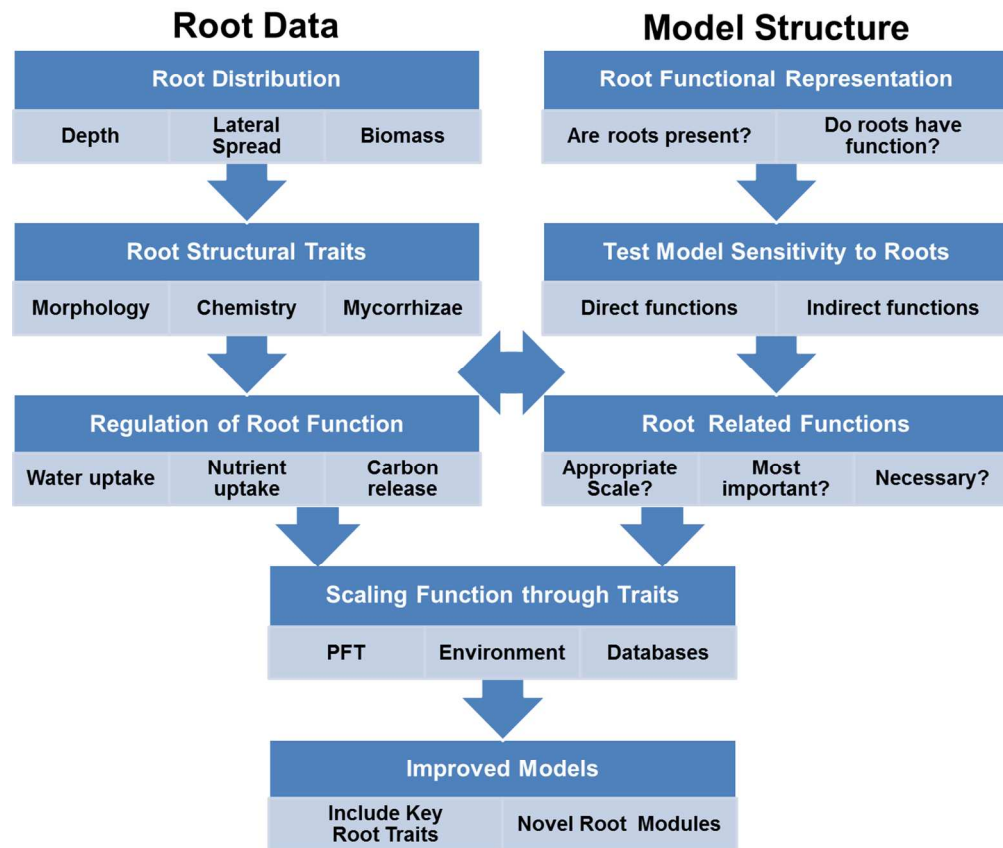 Root Data
Root Distribution
Depth
Lateral
Spread
Biomass
Root Structural Traits
Morphology
Chemistry
Mycorrhizae
Regulation of Root Function
Water uptake
Nutrient
uptake
Carbon
release
Model Structure
Root Functional Representation
Are roots present?
Do roots have
function?
Test Model Sensitivity to Roots
Direct functions
Indirect functions
Root Related Functions
Appropriate
Scale?
Most
important?
Necessary?
Scaling Function through Traits
PFT
Environment
Databases
Improved Models
Include Key
Root Traits
Novel Root Modules